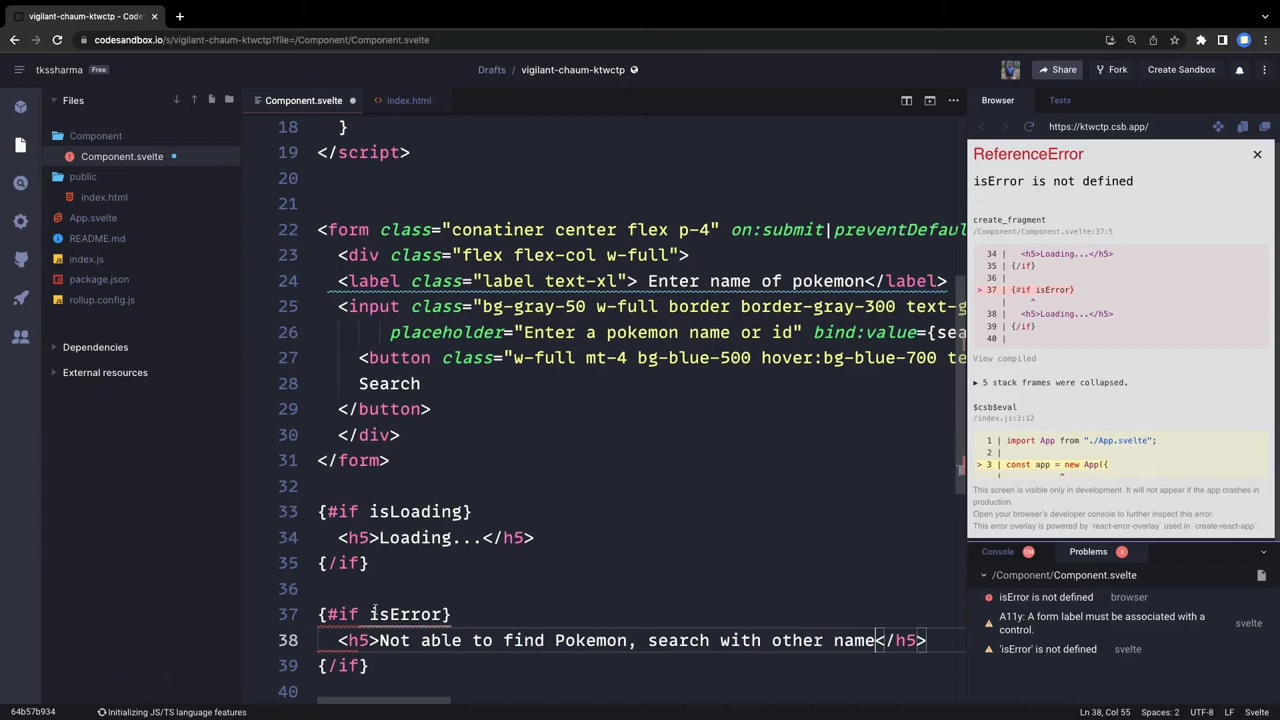 vigilant-chaum-ktwctp - Code
codesandbox.io/s/vigilant-chaum-ktwctp?file=/Component/Component.svelte
tkssharma Free
Drafts / vigilant-chaum-ktwctp
Share
Fork
Create Sandbox
Files
Component
Component.svelte
public
index.html
App.svelte
README.md
index.js
package.json
rollup.config.js
Dependencies
External resources
Component.svelte
index.html
18 }
19 </script>
20
21
22 <form class="conatiner center flex p-4" on:submit|preventDefaul
23 <div class="flex flex-col w-full">
24 <label class="label text-xl"> Enter name of pokemon</label>
25 <input class="bg-gray-50 w-full border border-gray-300 text-g
26 placeholder="Enter a pokemon name or id" bind:value={sea
27 <button class="w-full mt-4 bg-blue-500 hover:bg-blue-700 te
28 Search
29 </button>
30 </div>
31 </form>
32
33 {#if isLoading}
34 <h5>Loading...</h5>
35 {/if}
36
37 {#if isError}
38 <h5>Not able to find Pokemon, search with other name</h5>
39 {/if}
40
Browser
Tests
https://ktwctp.csb.app/
ReferenceError
isError is not defined
create_fragment
/Component/Component.svelte:37:5
34 | <h5>Loading...</h5>
35 | {/if}
36 |
> 37 | {#if isError}
| ^
38 | <h5>Loading...</h5>
39 | {/if}
40 |
View compiled
▶ 5 stack frames were collapsed.
$csb$eval
/index.js:3:12
1 | import App from "./App.svelte";
2 |
> 3 | const app = new App({
| ^
This screen is visible only in development. It will not appear if the app crashes in
production.
Open your browser's developer console to further inspect this error.
This error overlay is powered by `react-error-overlay` used in `create-react-app`.
Console 134
Problems 3
/Component/Component.svelte
isError is not defined browser
A11y: A form label must be associated with a
control. svelte
'isError' is not defined svelte
64b57b934
Initializing JS/TS language features
Ln 38, Col 55
Spaces: 2
UTF-8
LF
Svelte